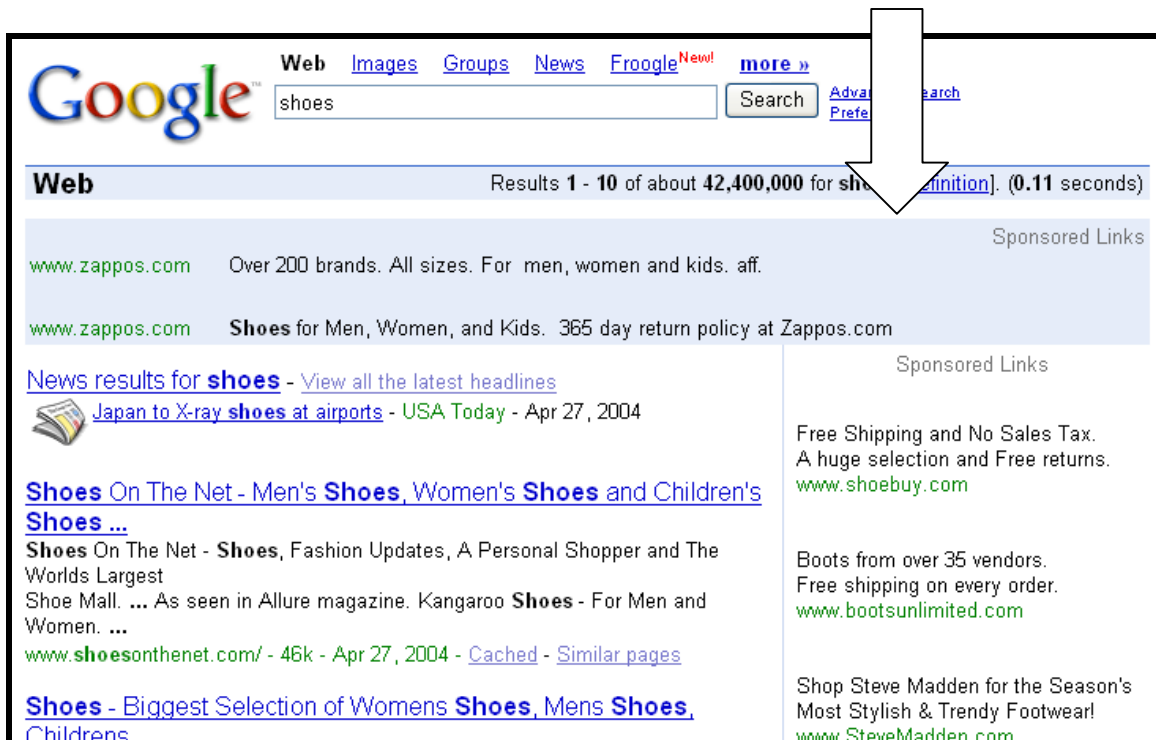 Google™
Web Images Groups News Froogle New! more »
shoes Search
Web Results 1 - 10 of about 42,400,000 for (0.11 seconds)
Sponsored Links
www.zappos.com Over 200 brands. All sizes. For men, women and kids. aff.
www.zappos.com Shoes for Men, Women, and Kids. 365 day return policy at Zappos.com
News results for shoes - View all the latest headlines
Japan to X-ray shoes at airports - USA Today - Apr 27, 2004
Shoes On The Net - Men's Shoes, Women's Shoes and Children's
Shoes ...
Shoes On The Net - Shoes, Fashion Updates, A Personal Shopper and The
Worlds Largest
Shoe Mall. ... As seen in Allure magazine. Kangaroo Shoes - For Men and
Women. ...
www.shoesonthenet.com/ - 46k - Apr 27, 2004 - Cached - Similar pages
Shoes - Biggest Selection of Womens Shoes, Mens Shoes,
Childrens
Sponsored Links
Free Shipping and No Sales Tax.
A huge selection and Free returns.
www.shoebuy.com
Boots from over 35 vendors.
Free shipping on every order.
www.bootsunlimited.com
Shop Steve Madden for the Season's
Most Stylish & Trendy Footwear!
www.SteveMadden.com